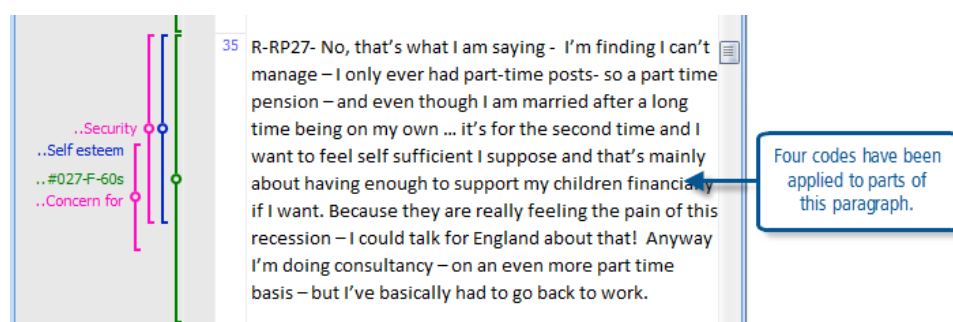 ..Security
..Self esteem
..#027-F-60s
..Concern for
35 R-RP27- No, that's what I am saying - I'm finding I can't
manage – I only ever had part-time posts- so a part time
pension – and even though I am married after a long
time being on my own ... it's for the second time and I
want to feel self sufficient I suppose and that's mainly
about having enough to support my children financially
if I want. Because they are really feeling the pain of this
recession – I could talk for England about that! Anyway
I'm doing consultancy – on an even more part time
basis – but I've basically had to go back to work.
Four codes have been
applied to parts of
this paragraph.